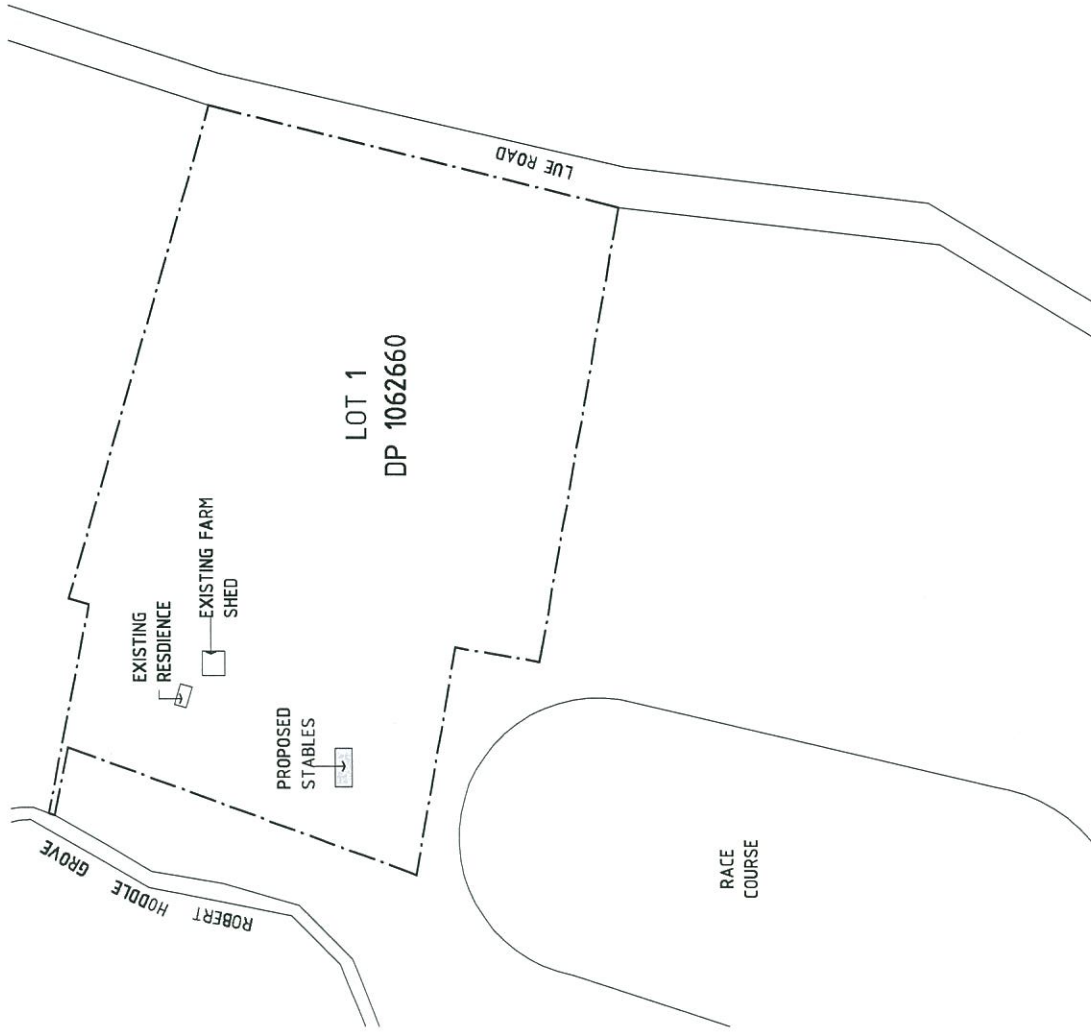 LUE ROAD
LOT 1
DP 1062660
EXISTING FARM
SHED
EXISTING
RESDIENCE
PROPOSED
STABLES
ROBERT HODDLE GROVE
RACE
COURSE